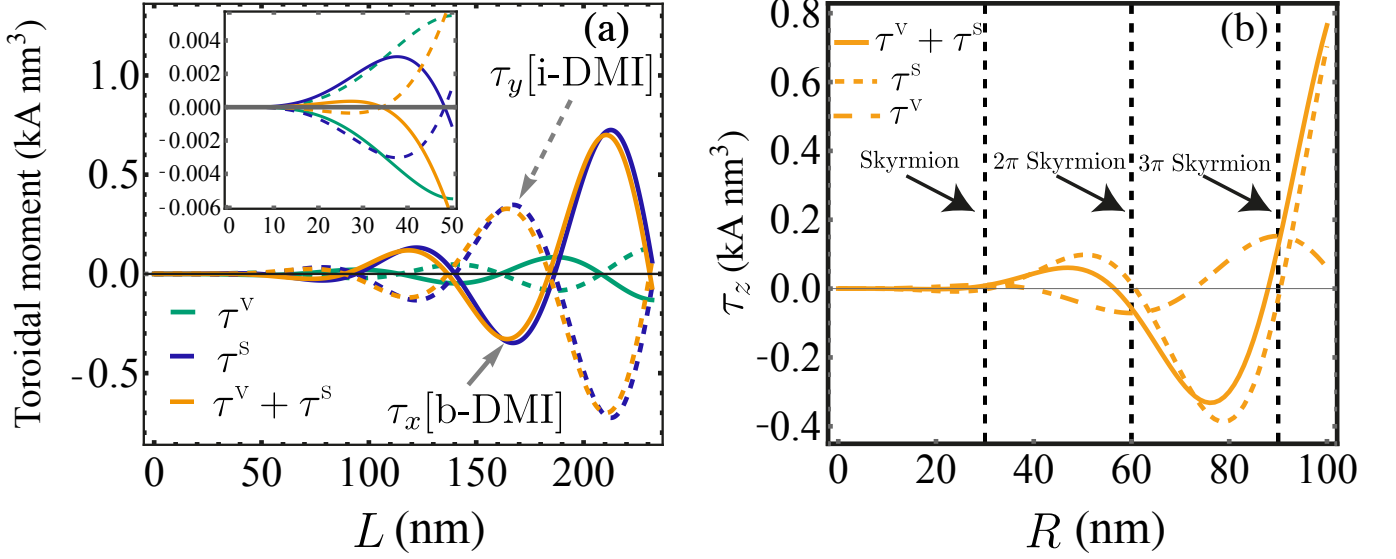 (a)
Toroidal moment (kA nm³)
1.0
0.5
0.0
-0.5
0.004
0.002
0.000
-0.002
-0.004
-0.006
0 10 20 30 40 50
τy[i-DMI]
τx[b-DMI]
τⱽ
τˢ
τⱽ + τˢ
0 50 100 150 200
L (nm)
(b)
τz (kA nm³)
0.8
0.6
0.4
0.2
0.0
-0.2
-0.4
τⱽ + τˢ
τˢ
τⱽ
Skyrmion 2π Skyrmion 3π Skyrmion
0 20 40 60 80 100
R (nm)